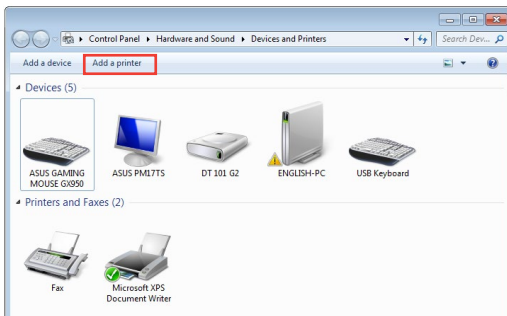 Control Panel Hardware and Sound Devices and Printers Search Dev...
Add a device Add a printer
Devices (5)
ASUS GAMING MOUSE GX950
ASUS PM17TS
DT 101 G2
ENGLISH-PC
USB Keyboard
Printers and Faxes (2)
Fax
Microsoft XPS Document Writer